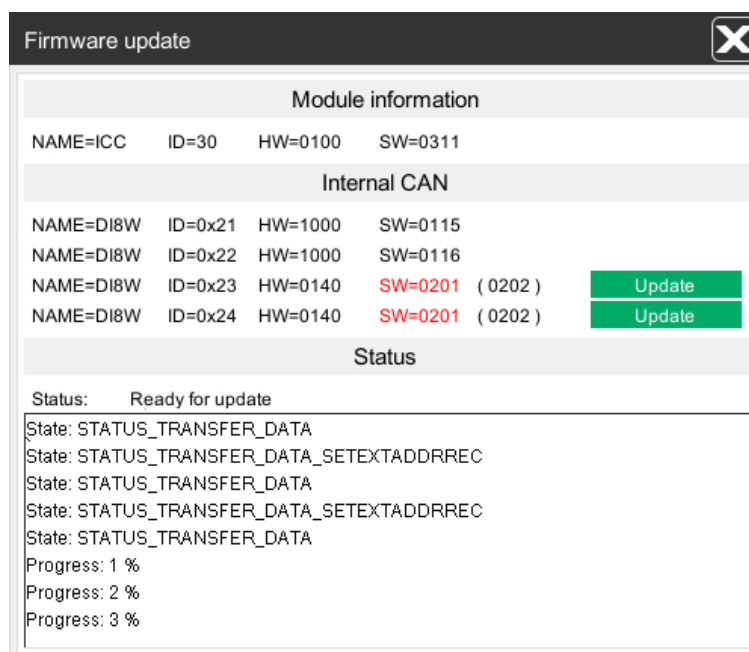 Firmware update
Module information
NAME=ICC ID=30 HW=0100 SW=0311
Internal CAN
NAME=DI8W ID=0x21 HW=1000 SW=0115
NAME=DI8W ID=0x22 HW=1000 SW=0116
NAME=DI8W ID=0x23 HW=0140 SW=0201 ( 0202 ) Update
NAME=DI8W ID=0x24 HW=0140 SW=0201 ( 0202 ) Update
Status
Status: Ready for update
State: STATUS_TRANSFER_DATA
State: STATUS_TRANSFER_DATA_SETEXTADDRREC
State: STATUS_TRANSFER_DATA
State: STATUS_TRANSFER_DATA_SETEXTADDRREC
State: STATUS_TRANSFER_DATA
Progress: 1 %
Progress: 2 %
Progress: 3 %